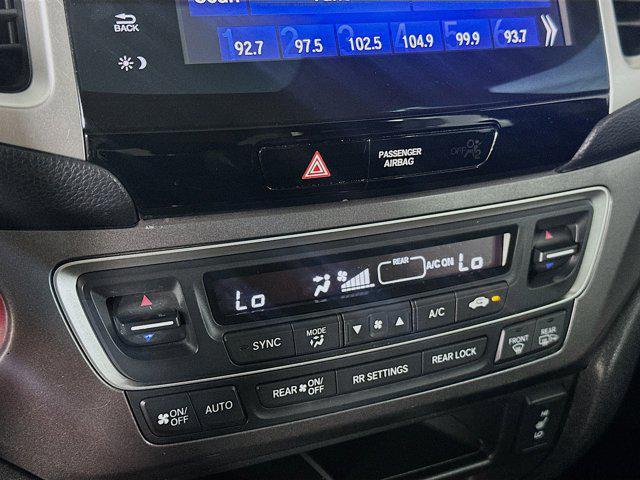 BACK
1 92.7 2 97.5 3 102.5 4 104.9 5 99.9 6 93.7
PASSENGER
AIRBAG
OFF
REAR
Lo A/C ON Lo
SYNC
MODE
A/C
FRONT
REAR
REAR ON/OFF
RR SETTINGS
REAR LOCK
ON/
OFF
AUTO
HI
LO